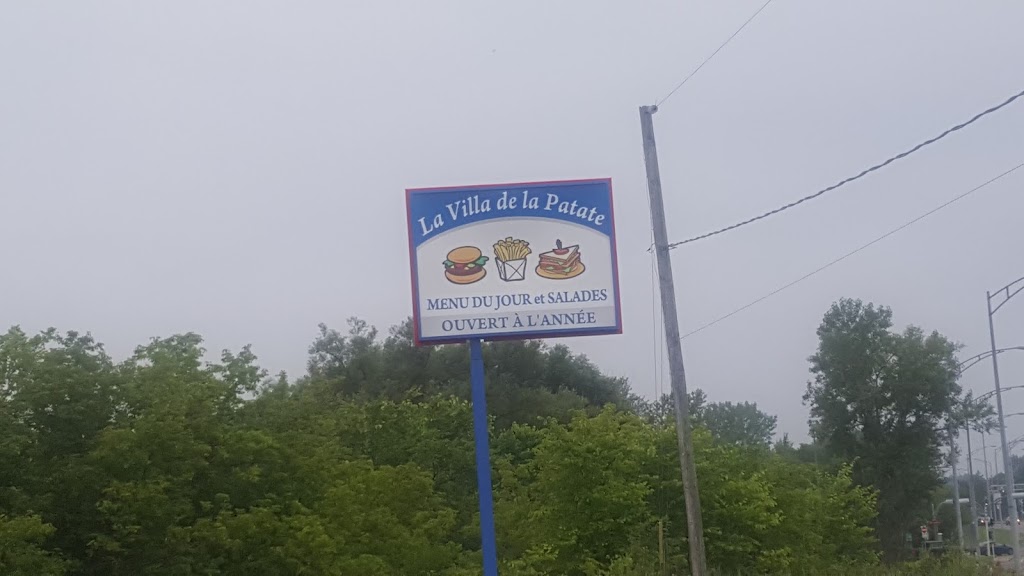 La Villa de la Patate
MENU DU JOUR et SALADES
OUVERT À L'ANNÉE